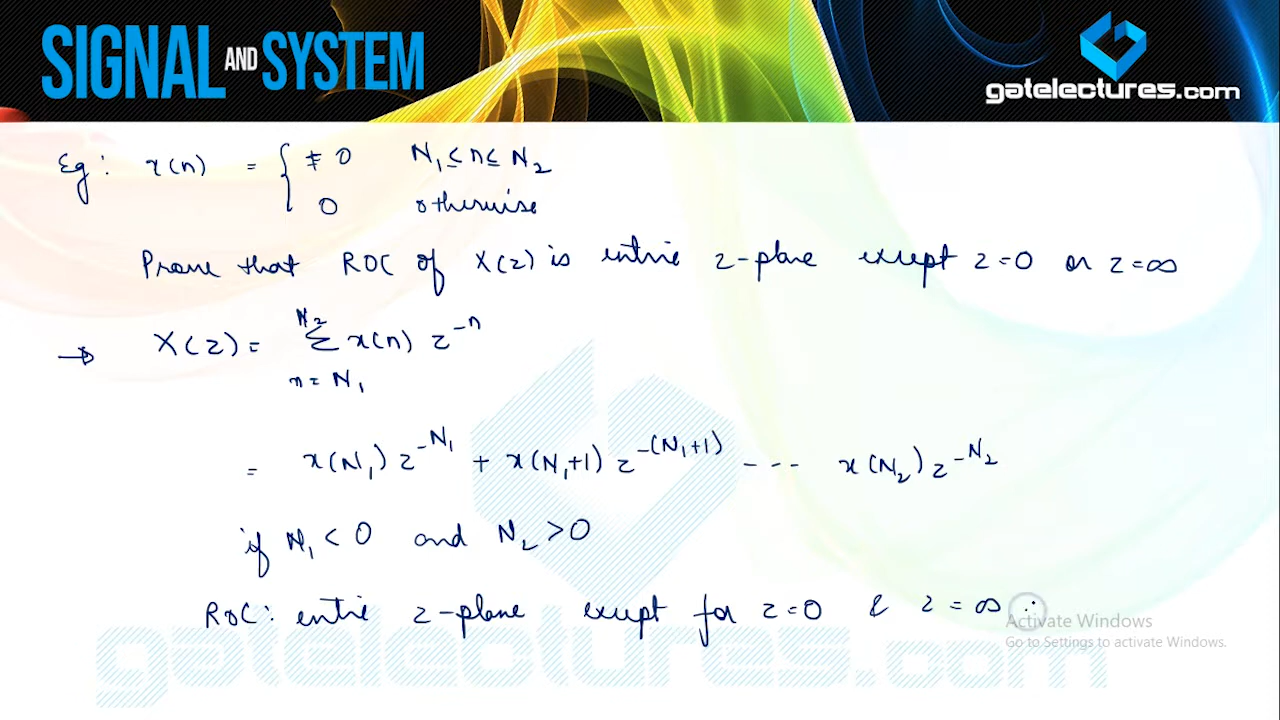 SIGNAL AND SYSTEM
gatelectures.com
Eg: x(n) = { ≠ 0 N₁ ≤ n ≤ N₂
0 otherwise
Prove that ROC of X(z) is entire z-plane except z=0 or z=∞
→ X(z) = N₂ Σ n=N₁ x(n) z⁻ⁿ
= x(N₁) z^-N₁ + x(N₁+1) z^-(N₁+1) - - - x(N₂) z^-N₂
if N₁ < 0 and N₂ > 0
ROC: entire z-plane except for z=0 & z=∞
Activate Windows
Go to Settings to activate Windows.
gatelectures.com